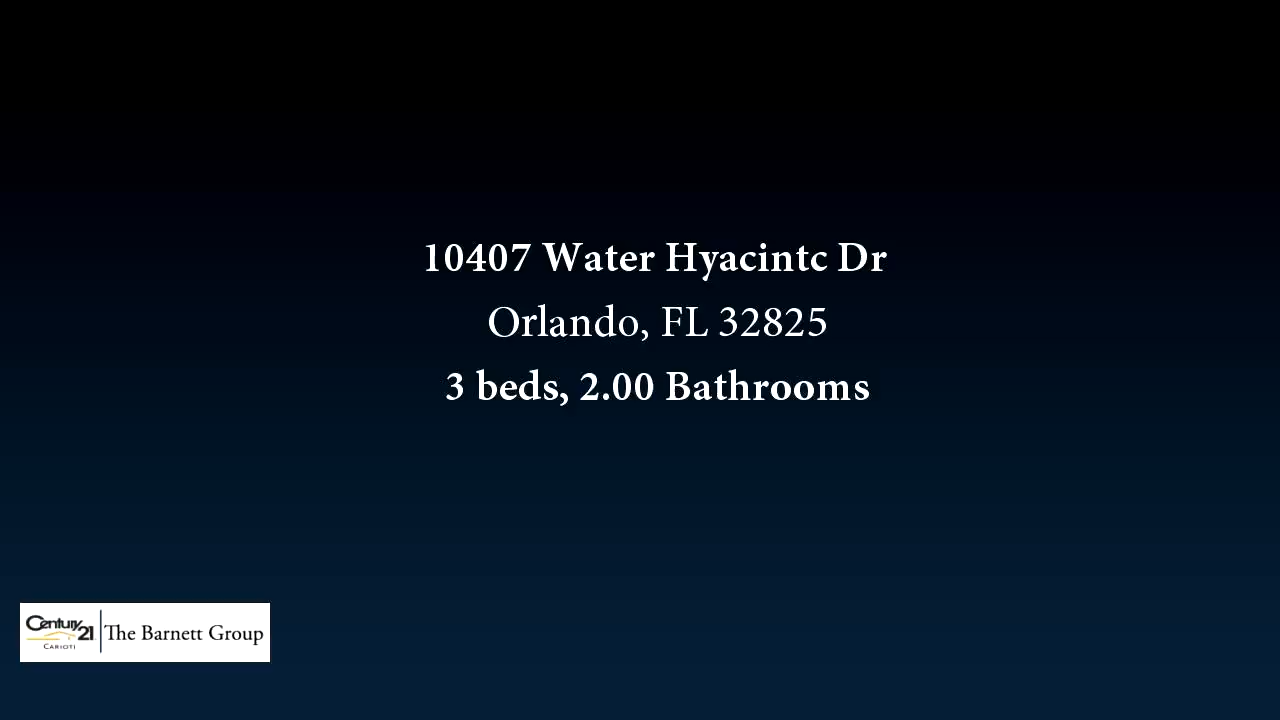 10407 Water Hyacintc Dr
Orlando, FL 32825
3 beds, 2.00 Bathrooms
Century 21
CARIOTI
The Barnett Group